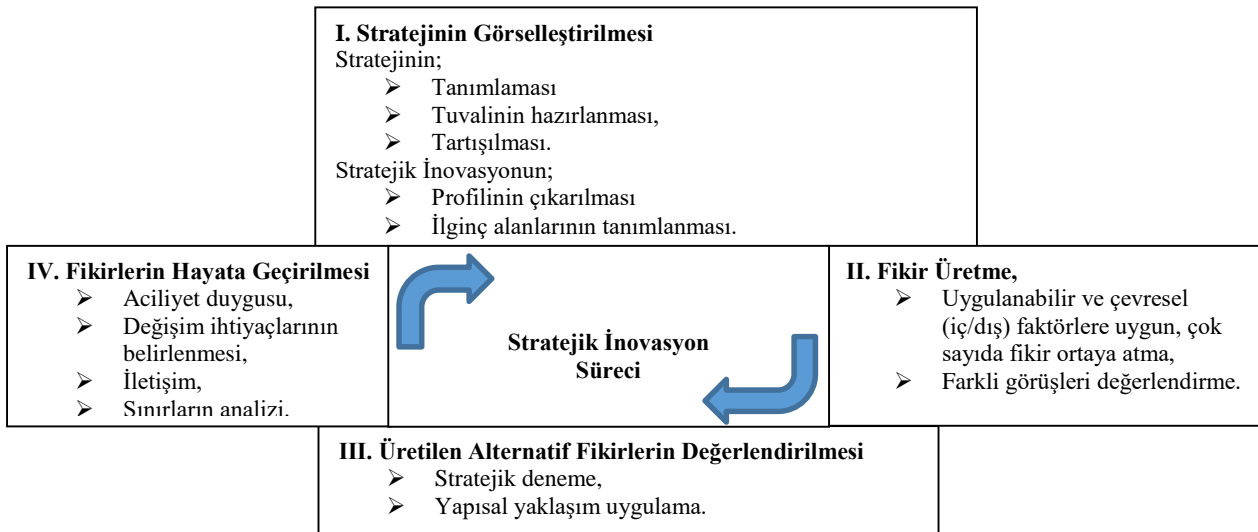 I. Stratejinin Görselleştirilmesi
Stratejinin;
➢ Tanımlaması
➢ Tuvalinin hazırlanması,
➢ Tartışılması.
Stratejik İnovasyonun;
➢ Profilinin çıkarılması
➢ İlginç alanlarının tanımlanması.
IV. Fikirlerin Hayata Geçirilmesi
➢ Aciliyet duygusu,
➢ Değişim ihtiyaçlarının
belirlenmesi,
➢ İletişim,
➢ Sınırların analizi.
Stratejik İnovasyon
Süreci
II. Fikir Üretme,
➢ Uygulanabilir ve çevresel
(iç/dış) faktörlere uygun, çok
sayıda fikir ortaya atma,
➢ Farkli görüşleri değerlendirme.
III. Üretilen Alternatif Fikirlerin Değerlendirilmesi
➢ Stratejik deneme,
➢ Yapısal yaklaşım uygulama.